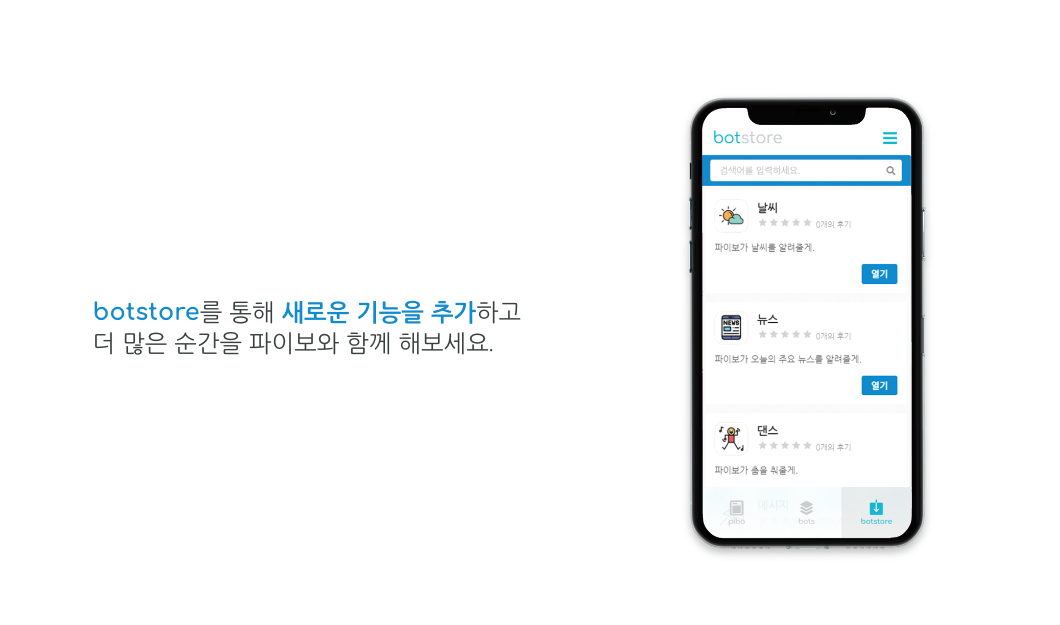 botstore를 통해 새로운 기능을 추가하고
더 많은 순간을 파이보와 함께 해보세요.
botstore
검색어를 입력하세요.
날씨
0개의 후기
파이보가 날씨를 알려줄게.
열기
NEWS
뉴스
0개의 후기
파이보가 오늘의 주요 뉴스를 알려줄게.
열기
댄스
0개의 후기
파이보가 춤을 춰줄게.
메시지
pibo
bots
botstore